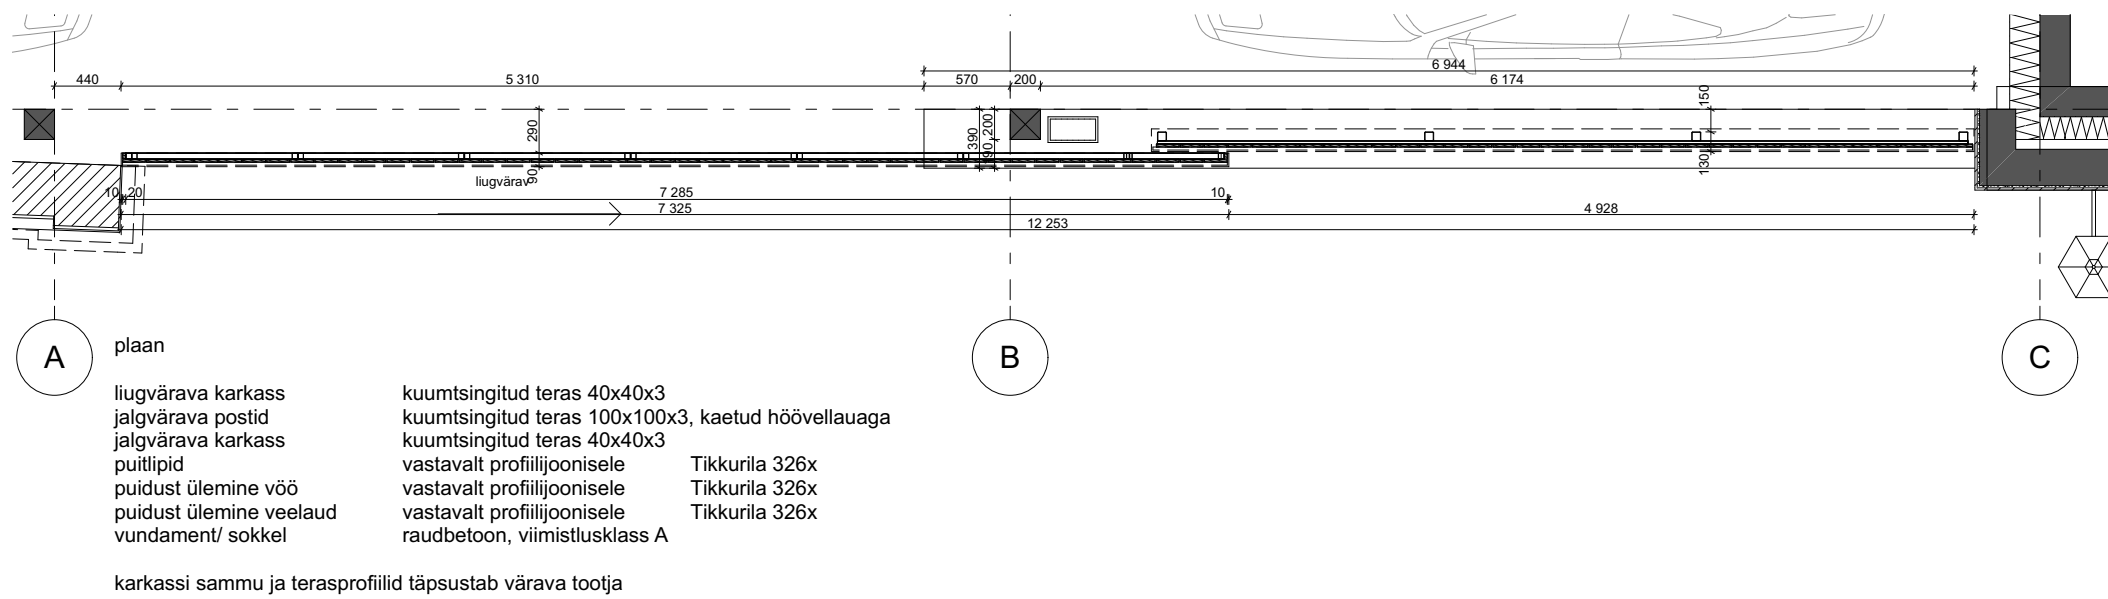 6 944
440 5 310 570 200 6 174
150
290 390 200
190
90 130
liugvärav
10 20 7 285 10
7 325 4 928
12 253
A B C
plaan
liugvärava karkass kuumtsingitud teras 40x40x3
jalgvärava postid kuumtsingitud teras 100x100x3, kaetud höövellauaga
jalgvärava karkass kuumtsingitud teras 40x40x3
puitlipid vastavalt profiilijoonisele Tikkurila 326x
puidust ülemine vöö vastavalt profiilijoonisele Tikkurila 326x
puidust ülemine veelaud vastavalt profiilijoonisele Tikkurila 326x
vundament/ sokkel raudbetoon, viimistlusklass A
karkassi sammu ja terasprofiilid täpsustab värava tootja